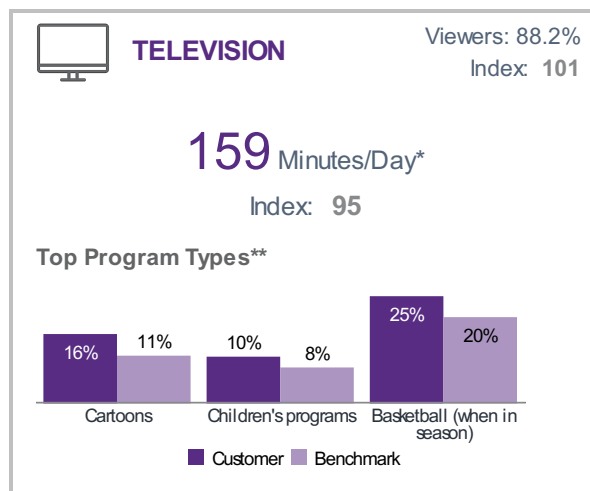 TELEVISION
Viewers: 88.2%
Index: 101
159 Minutes/Day*
Index: 95
Top Program Types**
16%
11%
10%
8%
25%
20%
Cartoons
Children's programs
Basketball (when in
season)
Customer
Benchmark